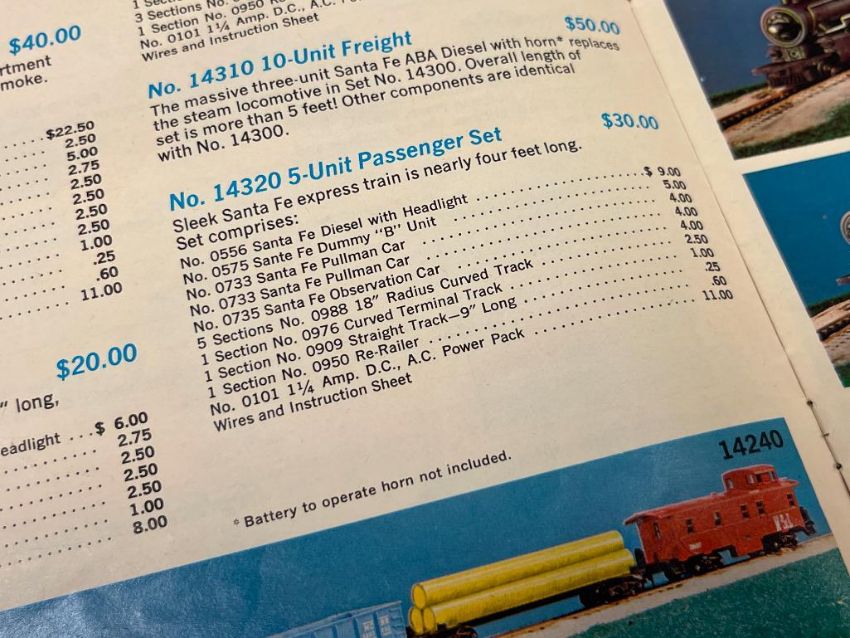 $40.00
rtment
moke.
$22.50
2.50
5.00
2.75
2.50
2.50
2.50
2.50
1.00
.25
.60
11.00
$20.00
" long,
eadlight . . . $ 6.00
2.75
2.50
2.50
2.50
1.00
8.00
3 Sections No.
1 Section No. 0950 R
No. 0101 1¼ Amp. D.C., A.C.
Wires and Instruction Sheet
No. 14310 10-Unit Freight $50.00
The massive three-unit Santa Fe ABA Diesel with horn* replaces
the steam locomotive in Set No. 14300. Overall length of
set is more than 5 feet! Other components are identical
with No. 14300.
No. 14320 5-Unit Passenger Set $30.00
Sleek Santa Fe express train is nearly four feet long.
Set comprises:
No. 0556 Santa Fe Diesel with Headlight $ 9.00
No. 0575 Sante Fe Dummy "B" Unit 5.00
No. 0733 Santa Fe Pullman Car 4.00
No. 0733 Santa Fe Pullman Car 4.00
No. 0735 Santa Fe Observation Car 4.00
5 Sections No. 0988 18" Radius Curved Track 2.50
1 Section No. 0976 Curved Terminal Track 1.00
1 Section No. 0909 Straight Track—9" Long .25
1 Section No. 0950 Re-Railer .60
No. 0101 1¼ Amp. D.C., A.C. Power Pack 11.00
Wires and Instruction Sheet
* Battery to operate horn not included.
14240